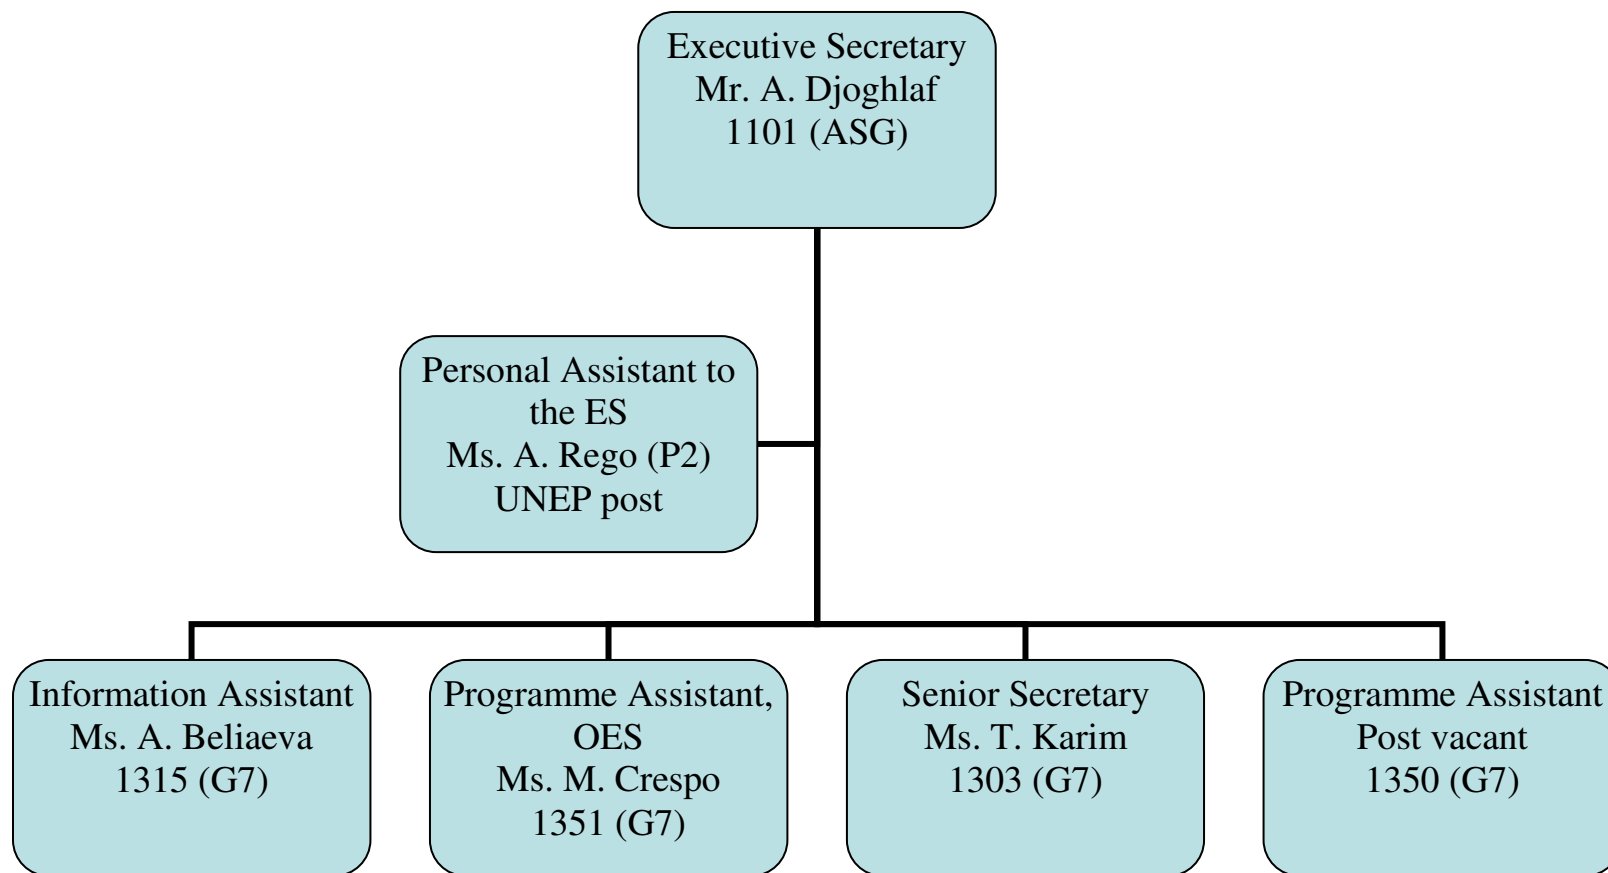 Executive Secretary
Mr. A. Djoghlaf
1101 (ASG)
Personal Assistant to
the ES
Ms. A. Rego (P2)
UNEP post
Information Assistant
Ms. A. Beliaeva
1315 (G7)
Programme Assistant,
OES
Ms. M. Crespo
1351 (G7)
Senior Secretary
Ms. T. Karim
1303 (G7)
Programme Assistant
Post vacant
1350 (G7)